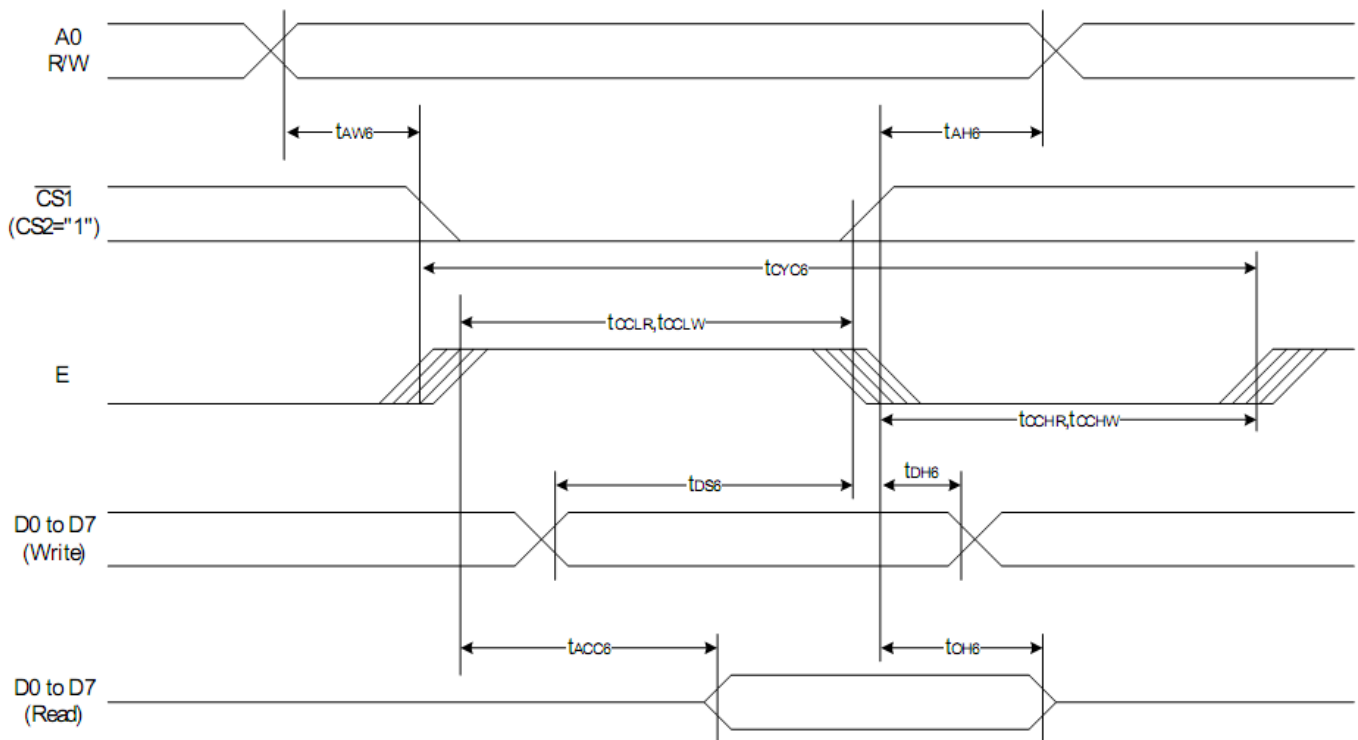 A0
R/W
tAW6
tAH6
CS1
(CS2="1")
tCYC6
tCCLR,tCCLW
E
tCCHR,tCCHW
tDS6
tDH6
D0 to D7
(Write)
tACC6
tOH6
D0 to D7
(Read)